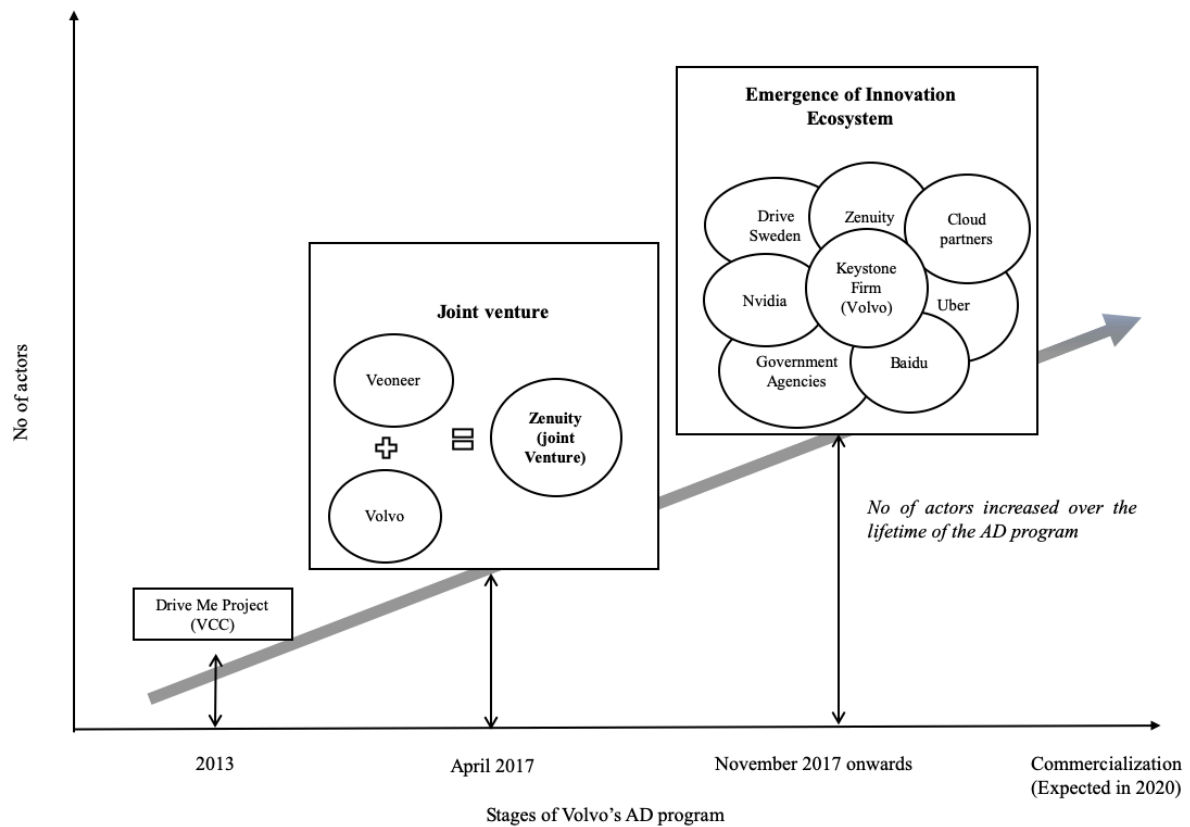 No of actors
Emergence of Innovation
Ecosystem
Drive
Sweden
Zenuity
Cloud
partners
Nvidia
Keystone
Firm
(Volvo)
Uber
Government
Agencies
Baidu
Joint venture
Veoneer
Volvo
Zenuity
(joint
Venture)
No of actors increased over the
lifetime of the AD program
Drive Me Project
(VCC)
2013
April 2017
November 2017 onwards
Commercialization
(Expected in 2020)
Stages of Volvo’s AD program